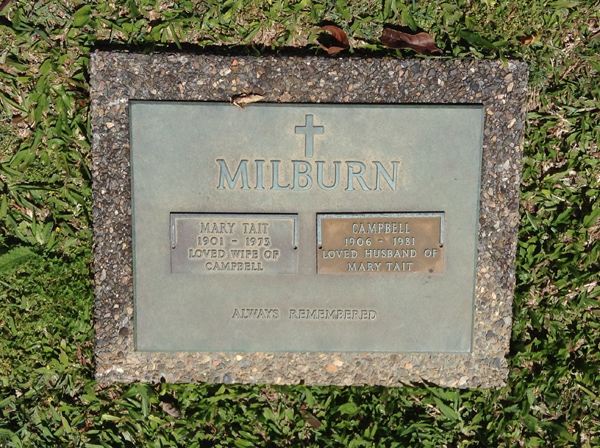 MILBURN
MARY TAIT
1901 - 1973
LOVED WIFE OF
CAMPBELL
CAMPBELL
1906 - 1981
LOVED HUSBAND OF
MARY TAIT
ALWAYS REMEMBERED